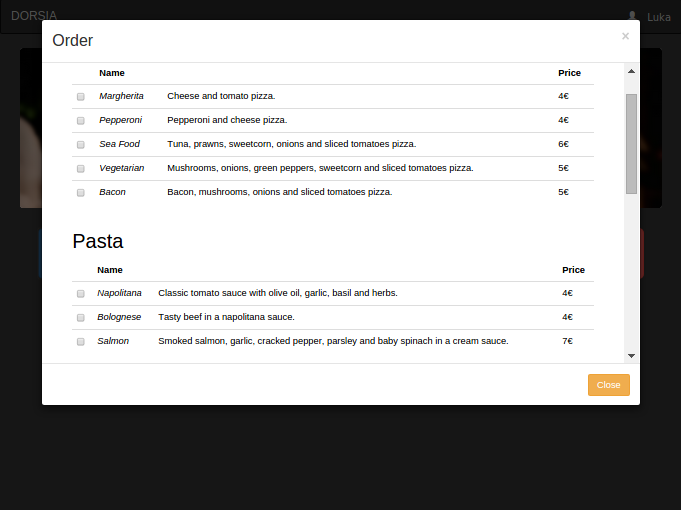 DORSIA
Luka
Order
×
Name Price
Margherita Cheese and tomato pizza. 4€
Pepperoni Pepperoni and cheese pizza. 4€
Sea Food Tuna, prawns, sweetcorn, onions and sliced tomatoes pizza. 6€
Vegetarian Mushrooms, onions, green peppers, sweetcorn and sliced tomatoes pizza. 5€
Bacon Bacon, mushrooms, onions and sliced tomatoes pizza. 5€
Pasta
Name Price
Napolitana Classic tomato sauce with olive oil, garlic, basil and herbs. 4€
Bolognese Tasty beef in a napolitana sauce. 4€
Salmon Smoked salmon, garlic, cracked pepper, parsley and baby spinach in a cream sauce. 7€
Close